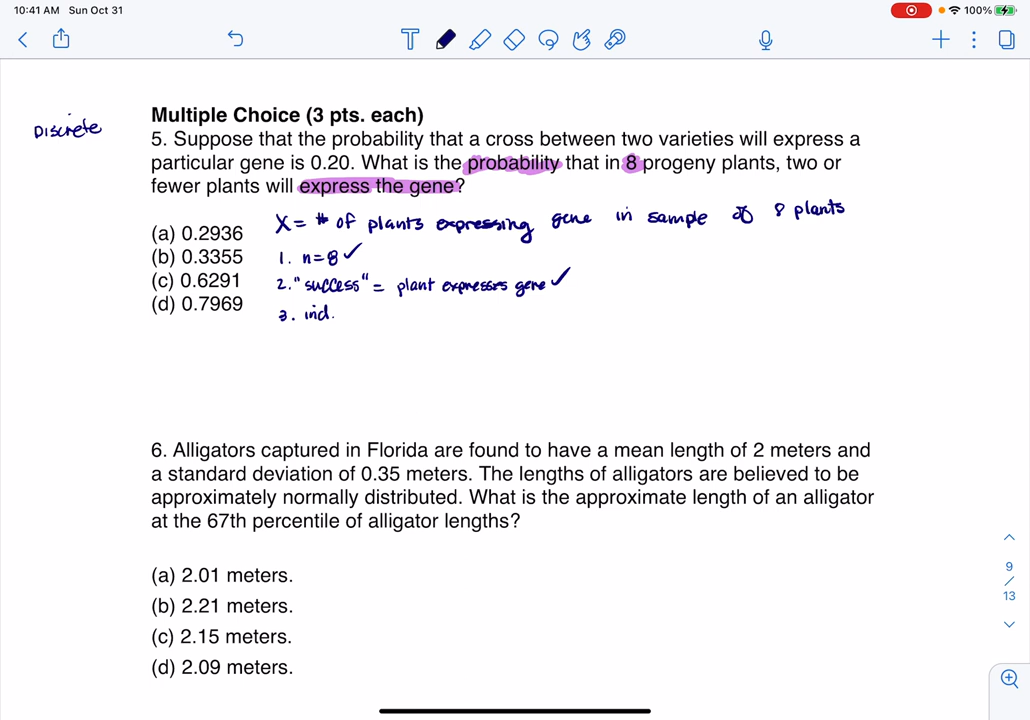 10:41 AM Sun Oct 31
100%
Discrete
Multiple Choice (3 pts. each)
5. Suppose that the probability that a cross between two varieties will express a
particular gene is 0.20. What is the probability that in 8 progeny plants, two or
fewer plants will express the gene?
X = # of plants expressing gene in sample of 8 plants
(a) 0.2936
(b) 0.3355
1. n=8 ✓
(c) 0.6291
2. "success" = plant expresses gene ✓
(d) 0.7969
3. ind.
6. Alligators captured in Florida are found to have a mean length of 2 meters and
a standard deviation of 0.35 meters. The lengths of alligators are believed to be
approximately normally distributed. What is the approximate length of an alligator
at the 67th percentile of alligator lengths?
(a) 2.01 meters.
(b) 2.21 meters.
(c) 2.15 meters.
(d) 2.09 meters.
9
/
13